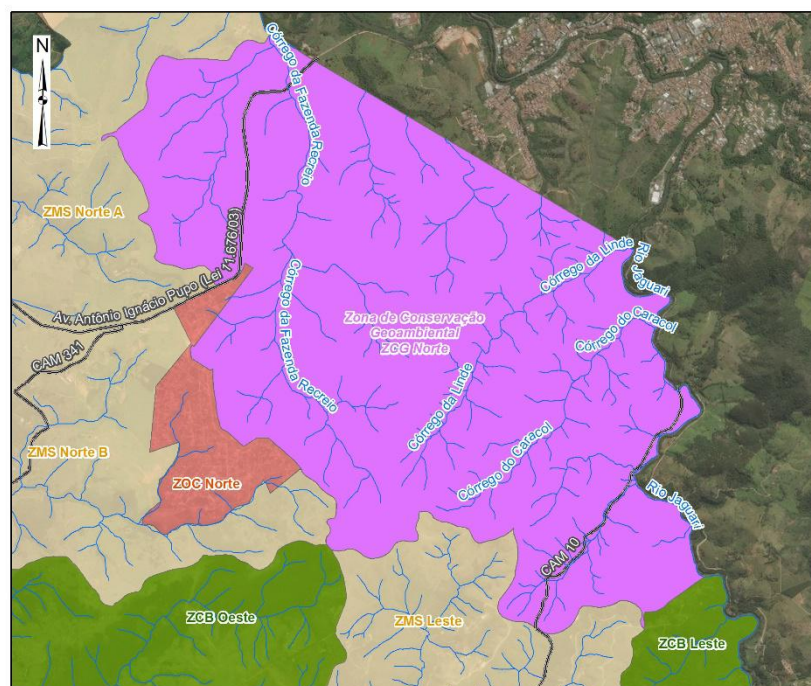 N
Córrego da Fazenda Recreio
ZMS Norte A
Av. Antônio Ignácio Pupo (Lei 11.676/03)
Córrego da Linde
Rio Jaguari
CAM 341
Córrego da Fazenda Recreio
Zona de Conservação
Geoambiental
ZCG Norte
Córrego do Caracol
Córrego da Linde
ZMS Norte B
ZOC Norte
Córrego do Caracol
Rio Jaguari
CAM 10
ZCB Oeste
ZMS Leste
ZCB Leste